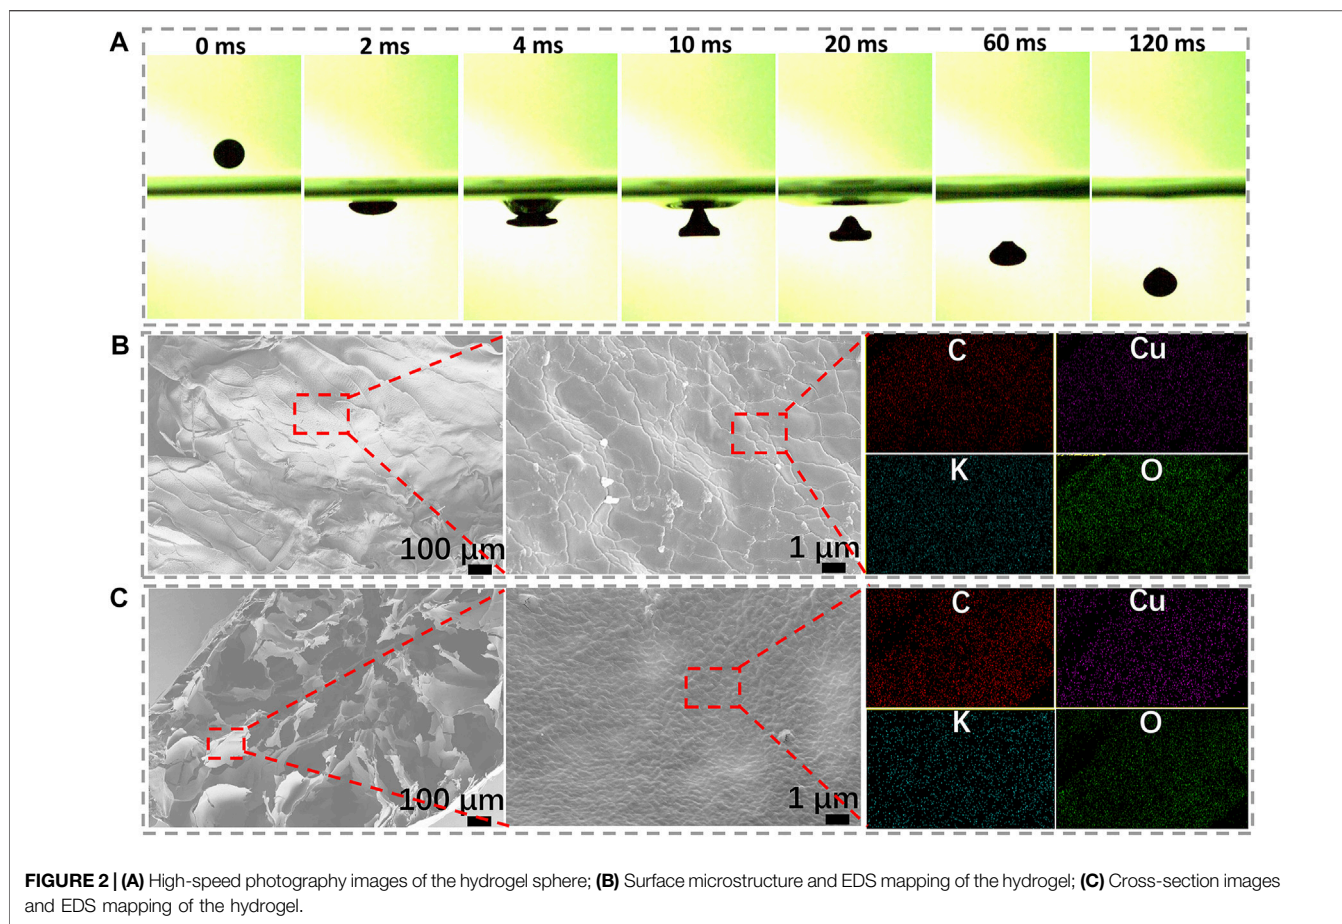 A
0 ms 2 ms 4 ms 10 ms 20 ms 60 ms 120 ms
B
C Cu
K O
100 µm 1 µm
C
C Cu
K O
100 µm 1 µm
FIGURE 2 | (A) High-speed photography images of the hydrogel sphere; (B) Surface microstructure and EDS mapping of the hydrogel; (C) Cross-section images
and EDS mapping of the hydrogel.